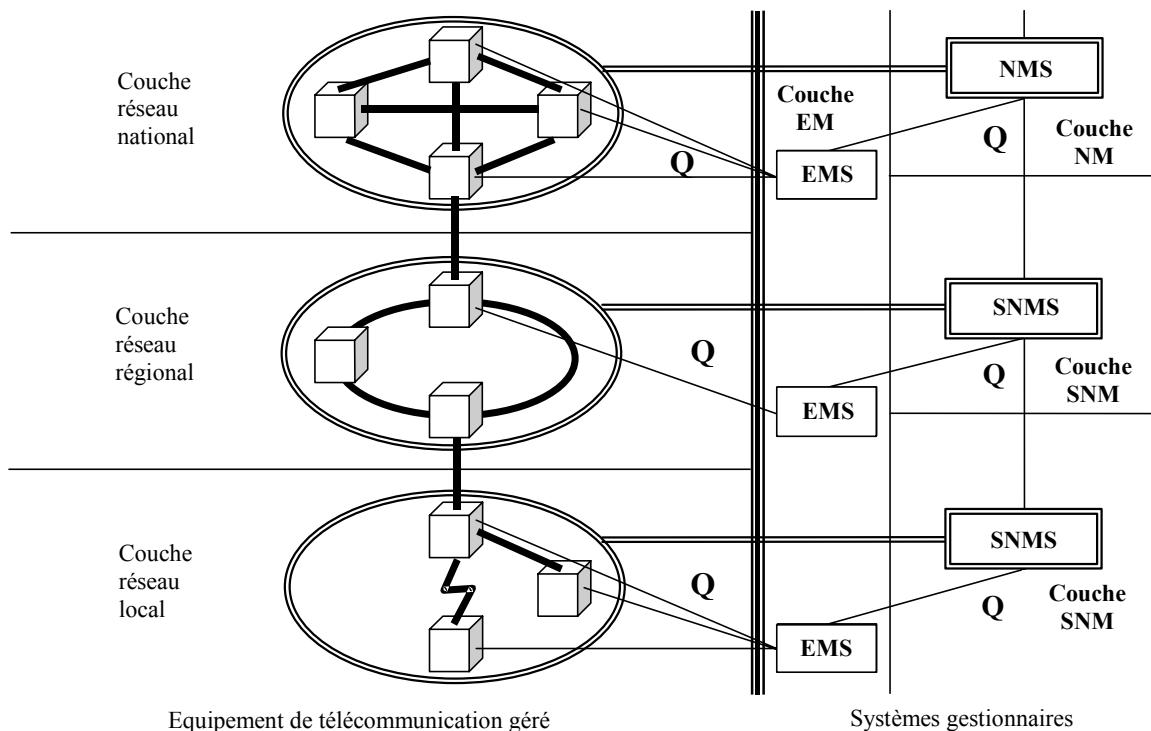 Couche
réseau
national
NMS
Couche
EM
Q
Q
Couche
NM
EMS
Couche
réseau
régional
SNMS
Q
Q
Couche
SNM
EMS
Couche
réseau
local
SNMS
Q
Q
Couche
SNM
EMS
Equipement de télécommunication géré
Systèmes gestionnaires